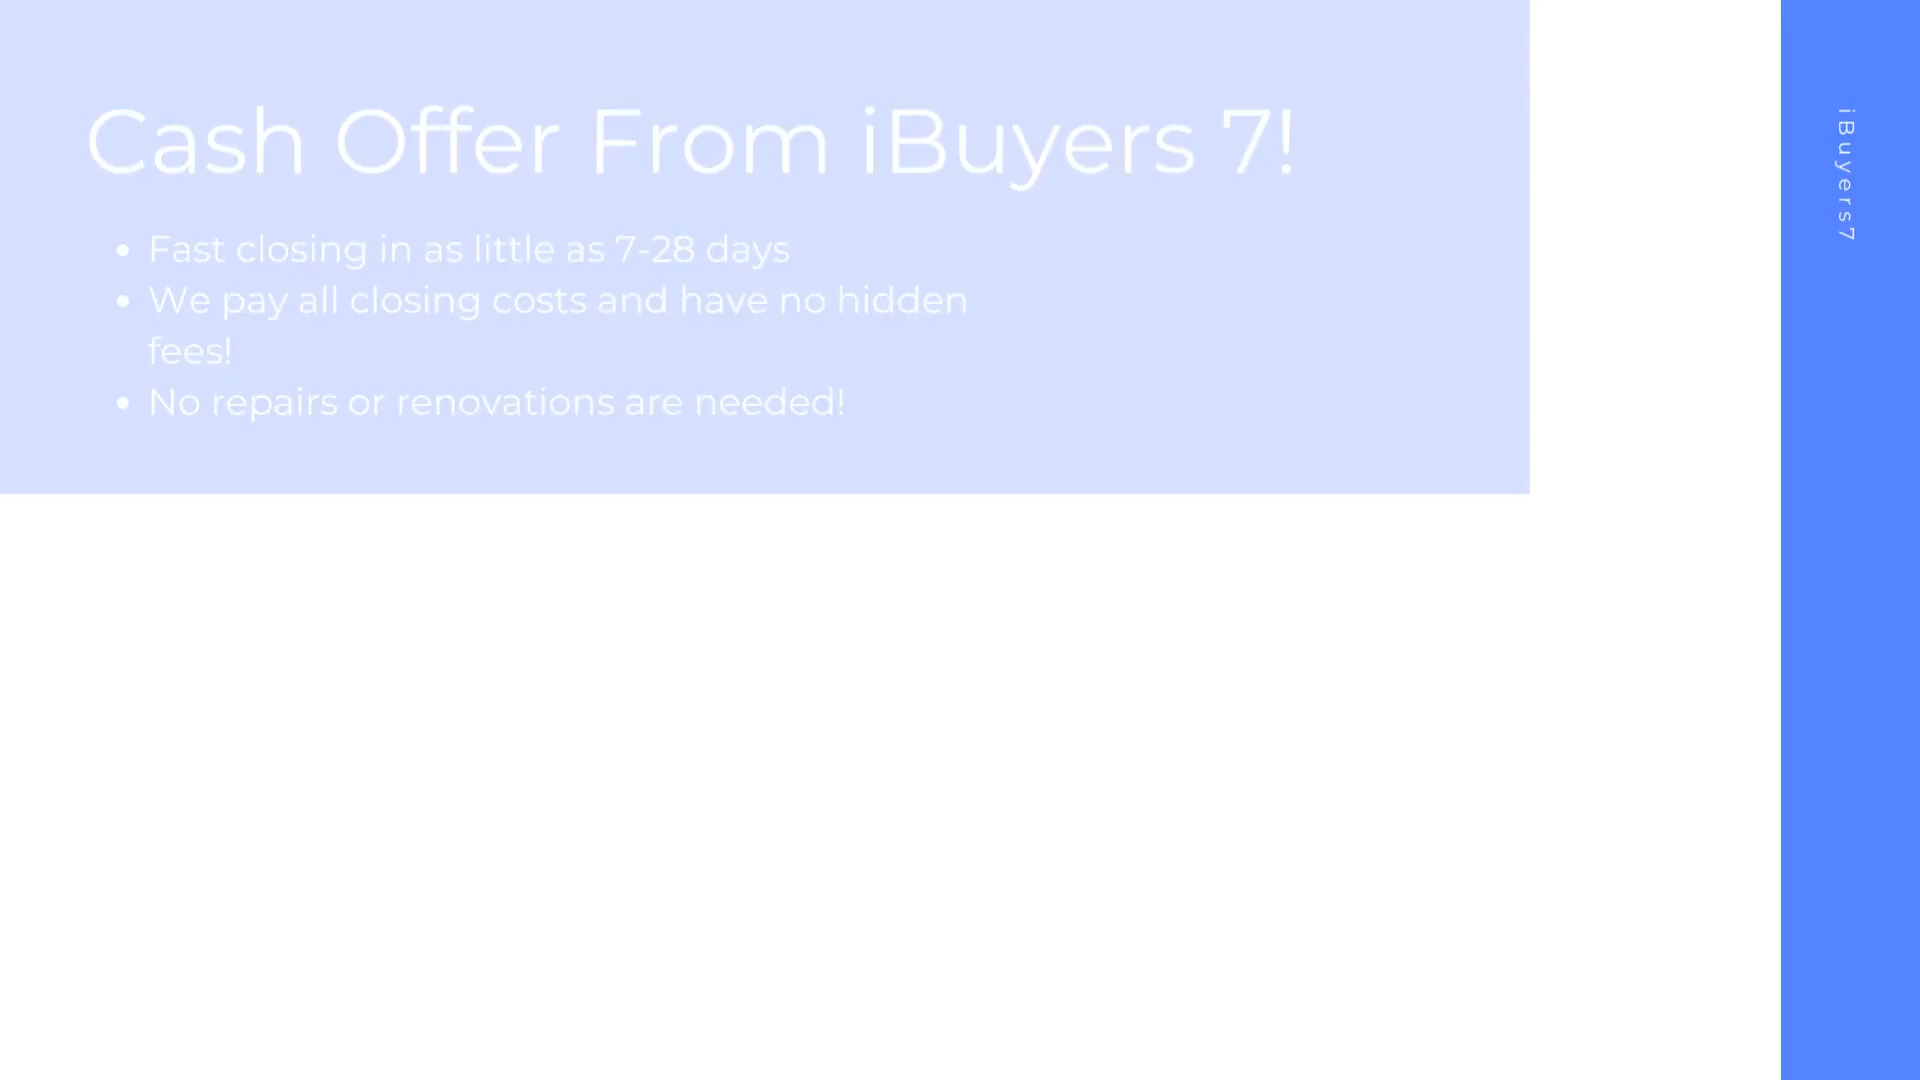 Cash Offer From iBuyers 7!
• Fast closing in as little as 7-28 days
• We pay all closing costs and have no hidden
fees!
• No repairs or renovations are needed!
iBuyers7